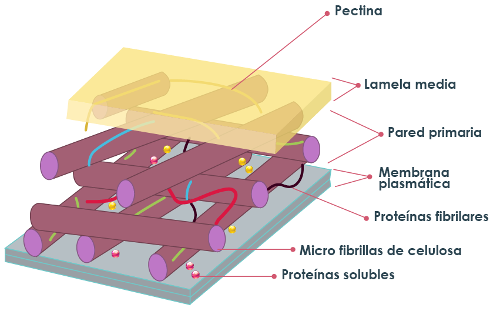 Pectina
Lamela media
Pared primaria
Membrana
plasmática
Proteínas fibrilares
Micro fibrillas de celulosa
Proteínas solubles